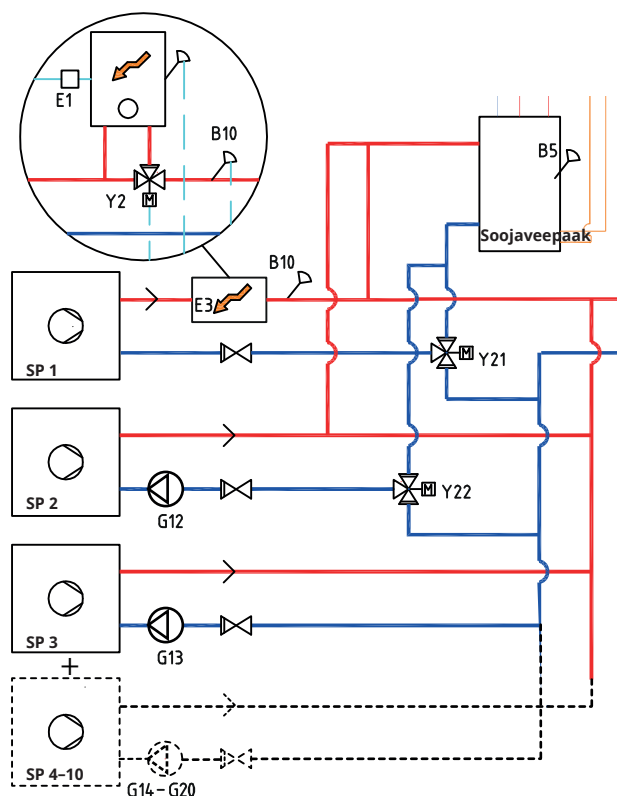 E1
B10
Y2
M
B5
Soojaveepaak
B10
E3
SP 1
M
Y21
SP 2
G12
M
Y22
SP 3
G13
+
SP 4–10
G14 – G20